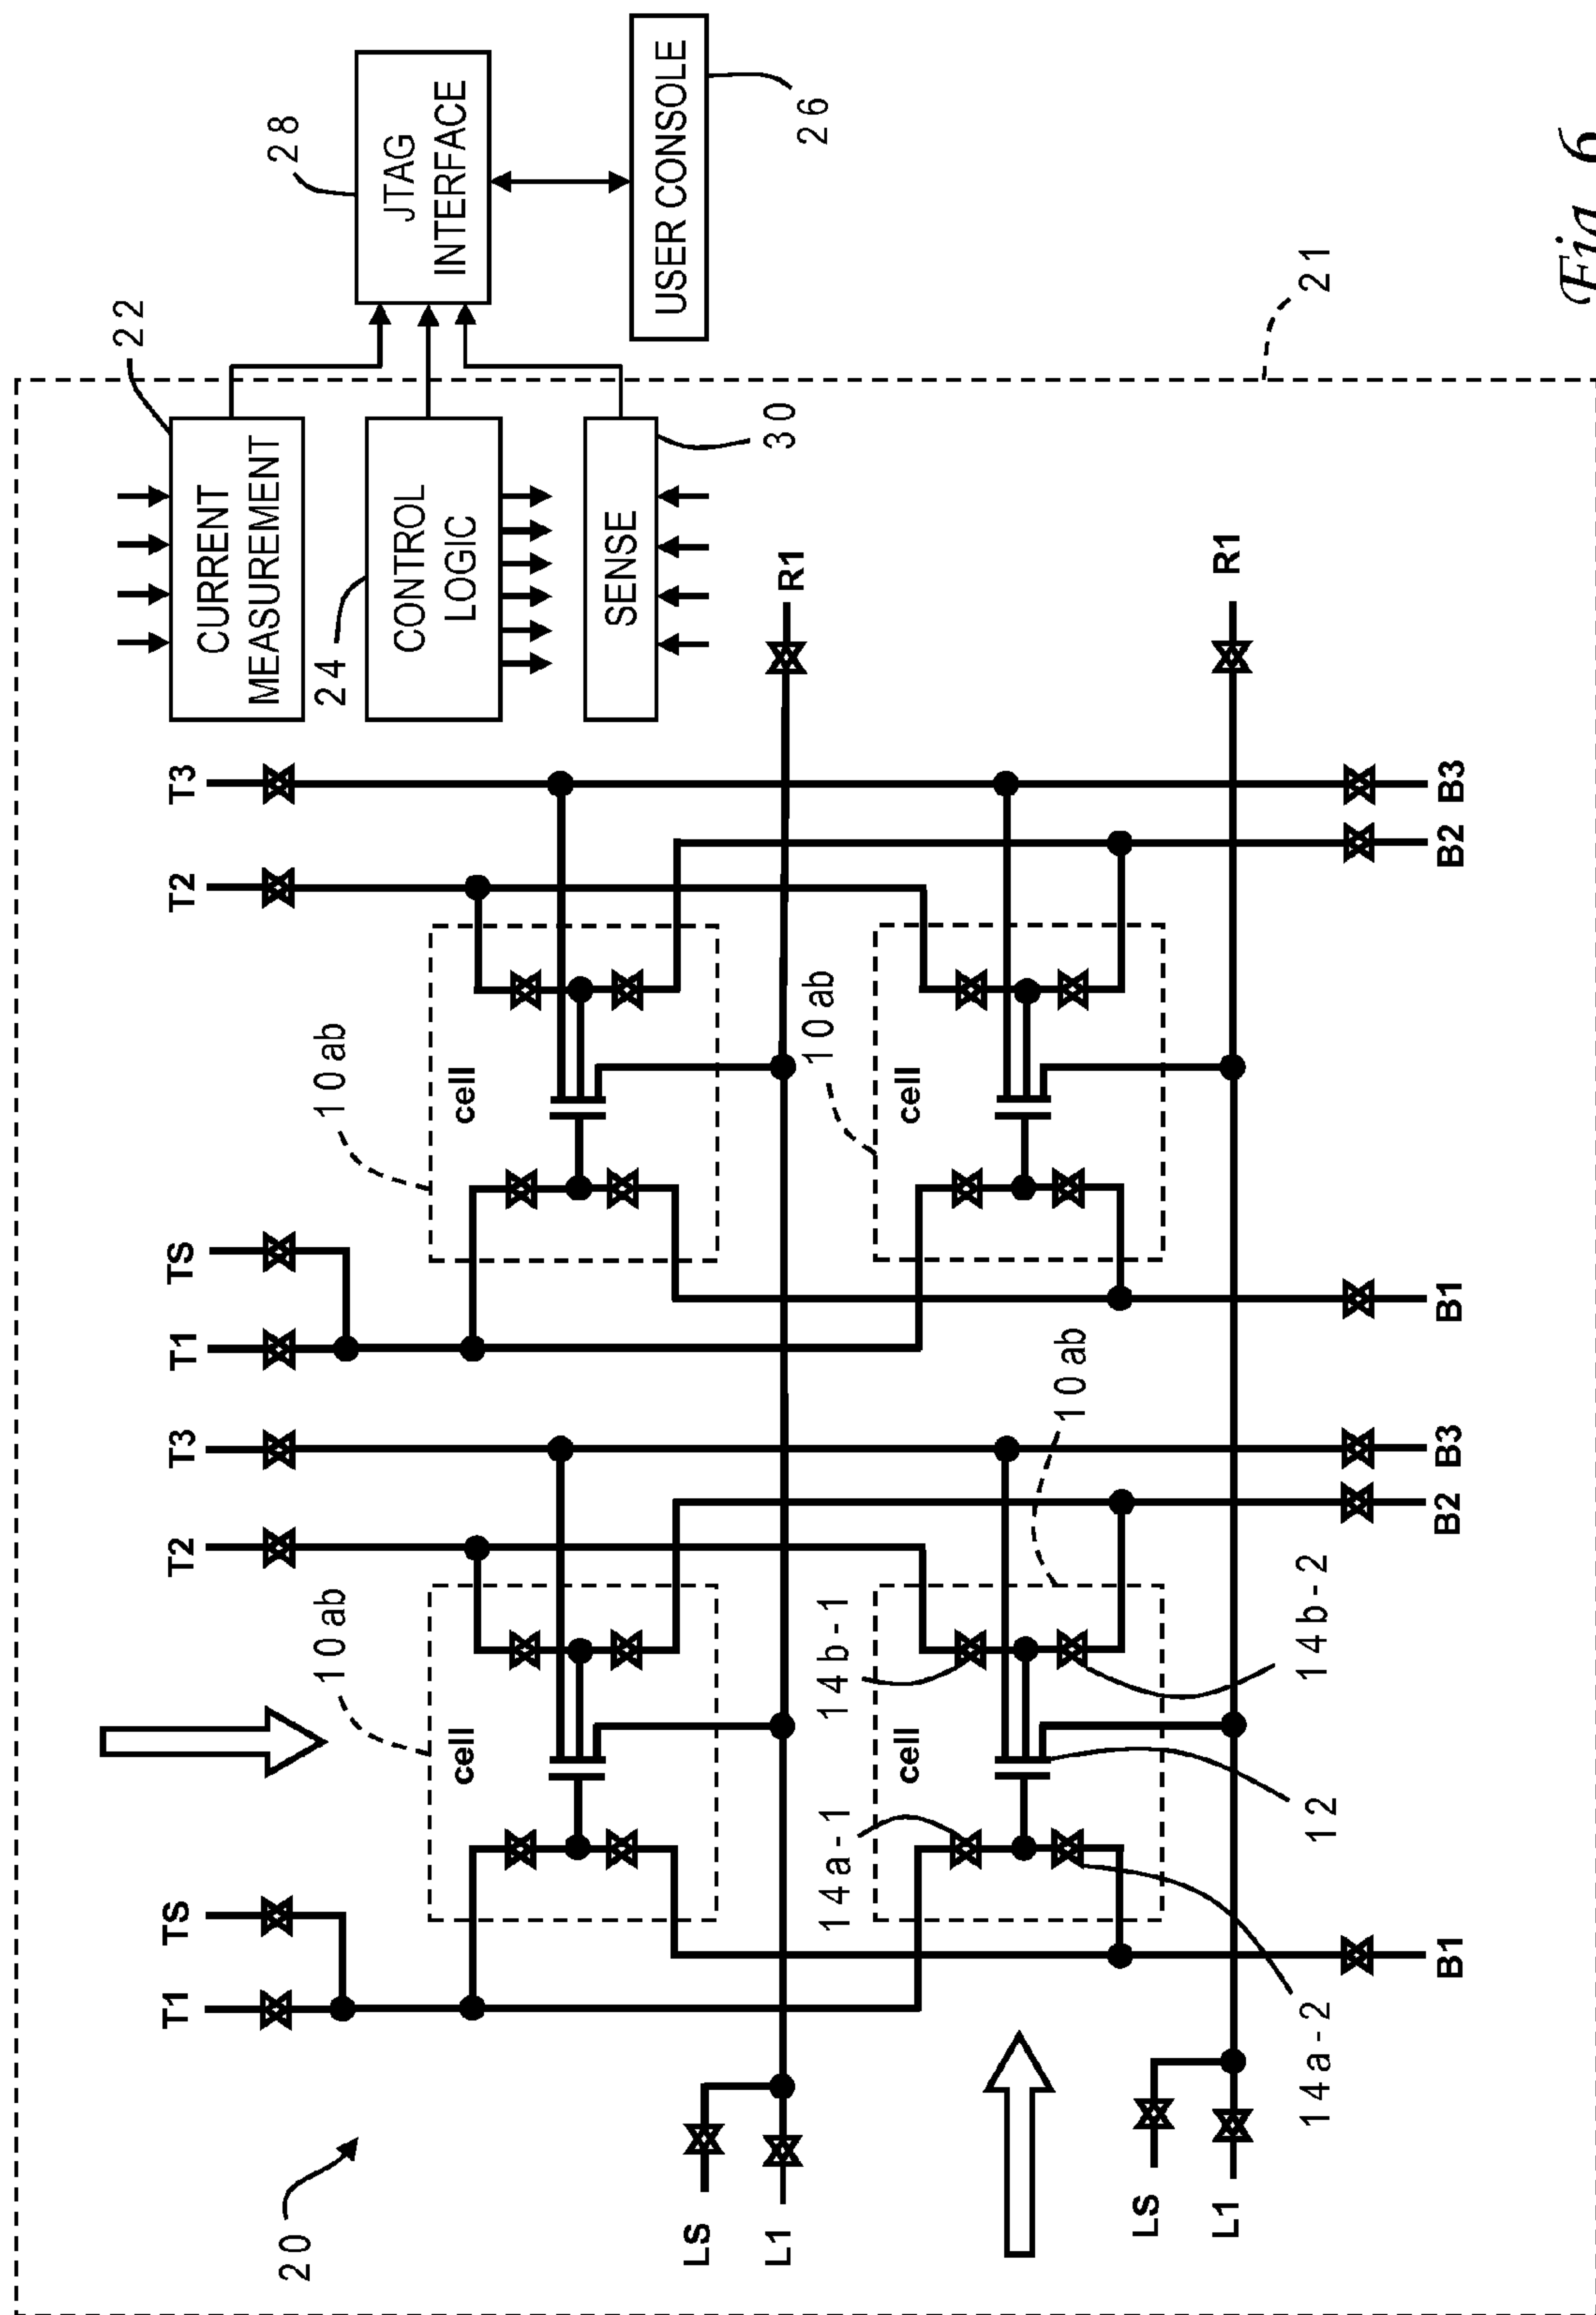 22
T1 TS T2 T3 T1 TS T2 T3
CURRENT
MEASUREMENT
28
20
10ab 10ab 24
JTAG
INTERFACE
CONTROL
LOGIC
cell cell
SENSE
USER CONSOLE
LS
L1 R1
30
26
14a-1 14b-1 10ab
cell cell
10ab
LS
L1 R1
14a-2 12 14b-2 21
B1 B2 B3 B1 B2 B3
Fig. 6